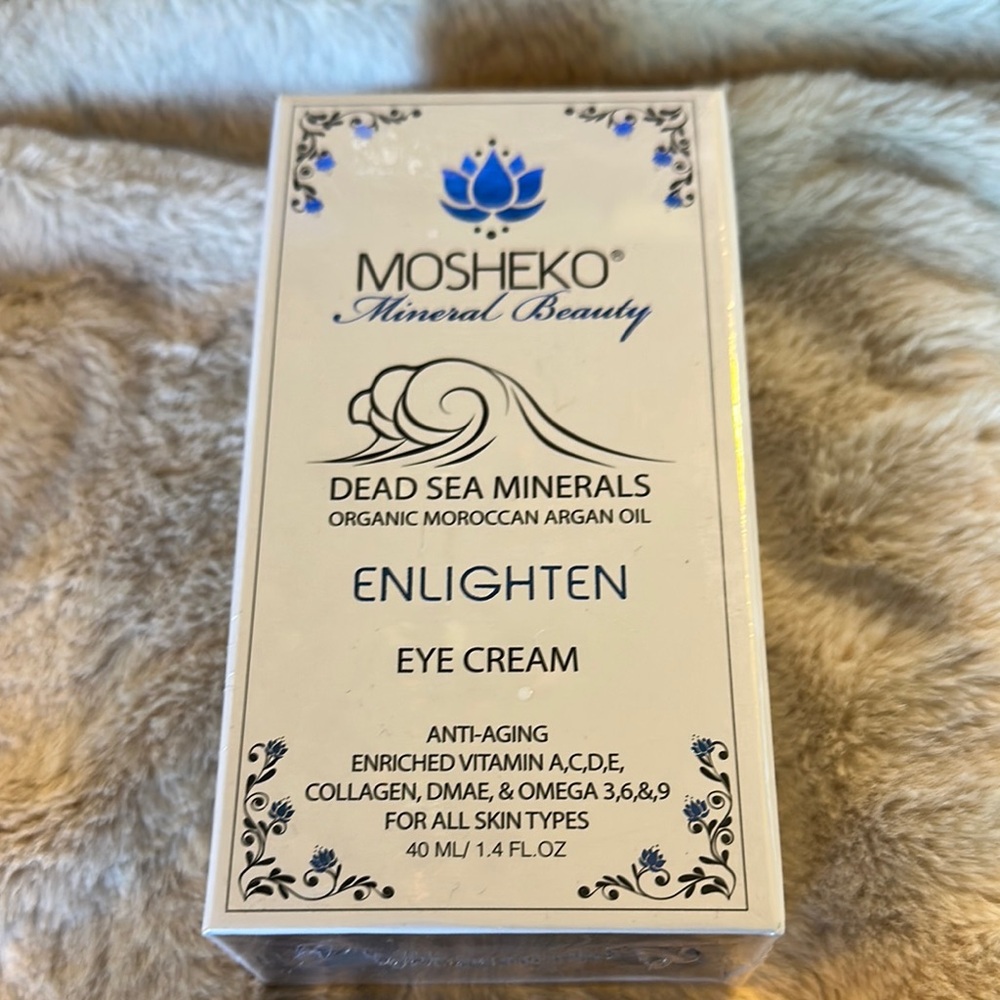 MOSHEKO®
Mineral Beauty
DEAD SEA MINERALS
ORGANIC MOROCCAN ARGAN OIL
ENLIGHTEN
EYE CREAM
ANTI-AGING
ENRICHED VITAMIN A,C,D,E,
COLLAGEN, DMAE, & OMEGA 3,6,&,9
FOR ALL SKIN TYPES
40 ML/ 1.4 FL.OZ